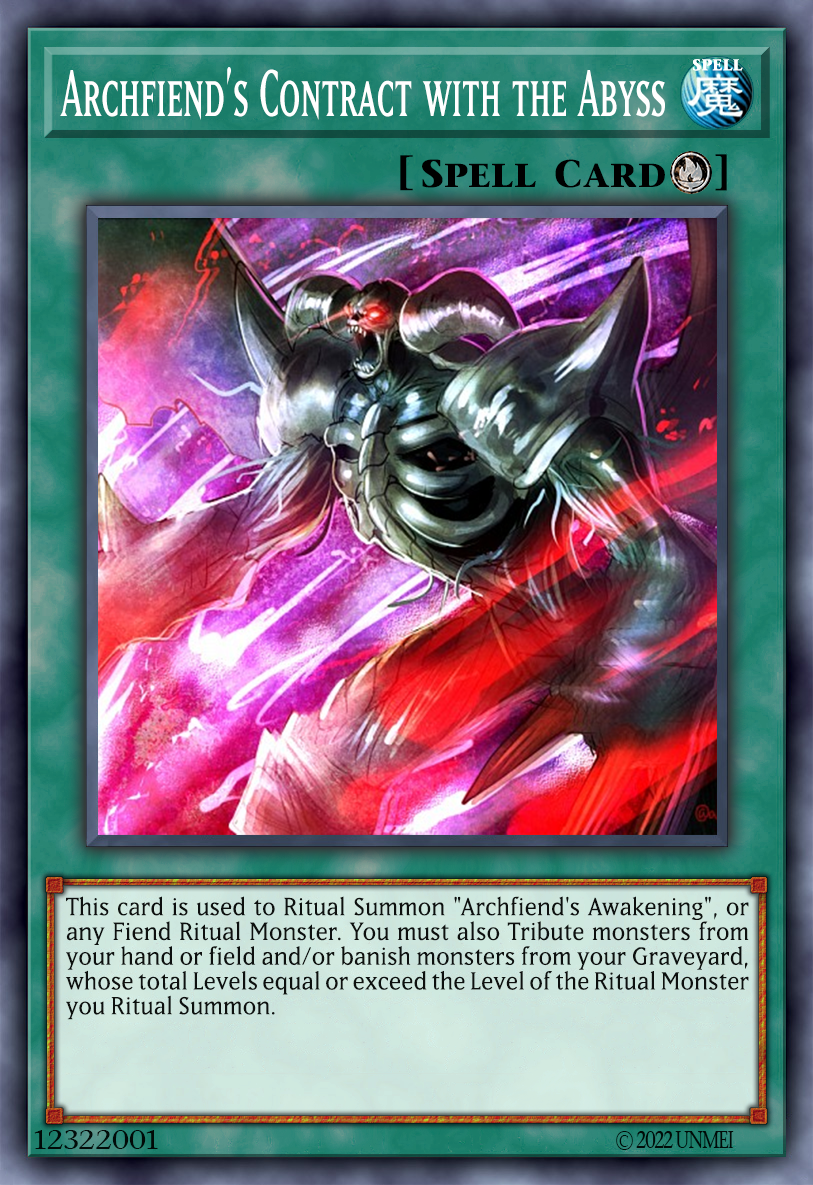 Archfiend's Contract with the Abyss
SPELL
魔
[Spell Card]
This card is used to Ritual Summon "Archfiend's Awakening", or
any Fiend Ritual Monster. You must also Tribute monsters from
your hand or field and/or banish monsters from your Graveyard,
whose total Levels equal or exceed the Level of the Ritual Monster
you Ritual Summon.
12322001
©2022 UNMEI